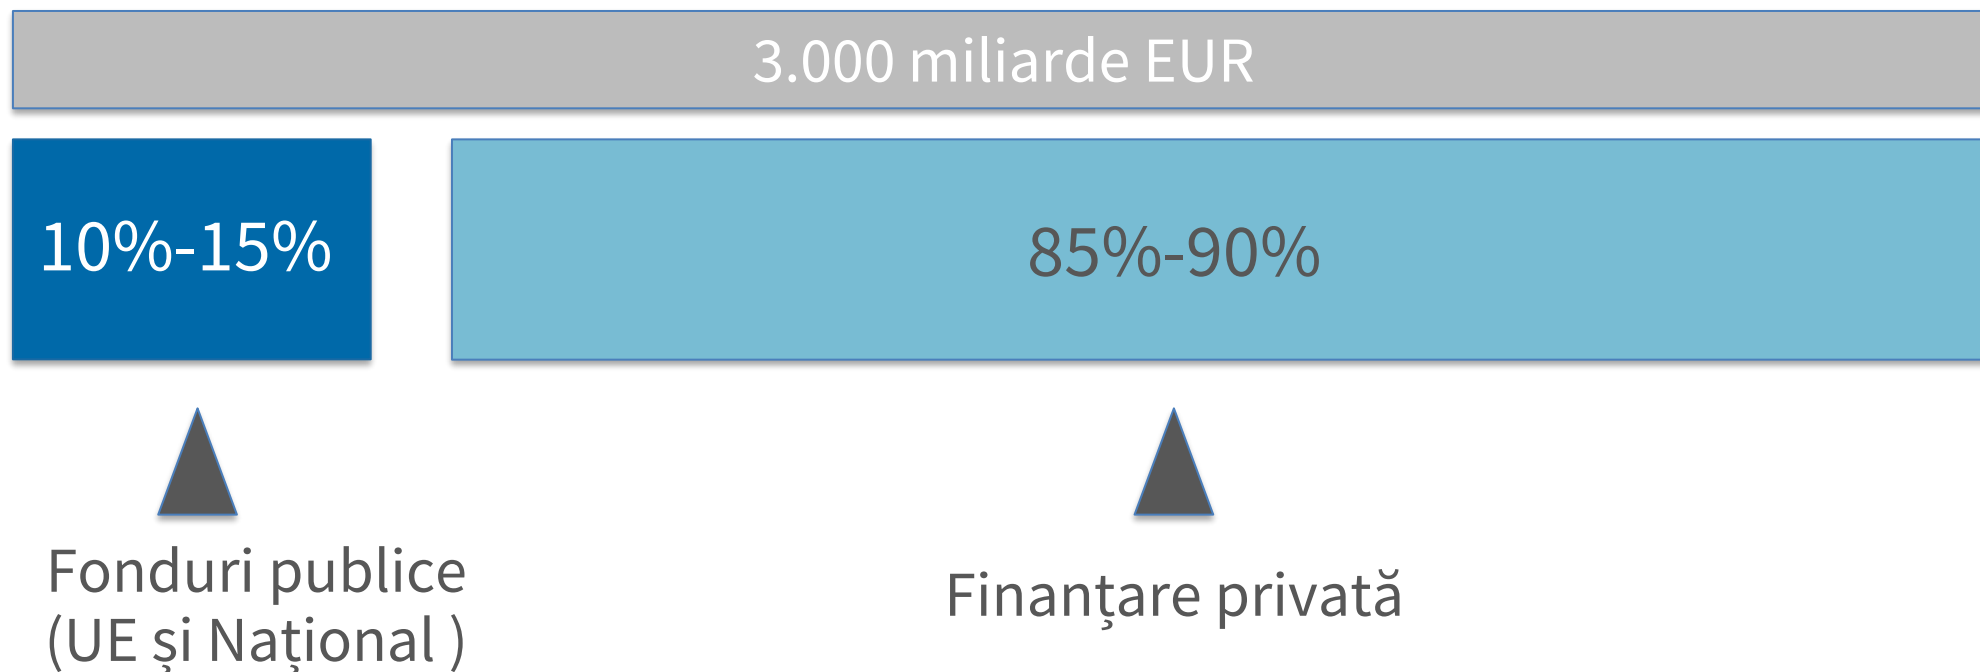 3.000 miliarde EUR
10%-15%
85%-90%
Fonduri publice
(UE și Național )
Finanțare privată